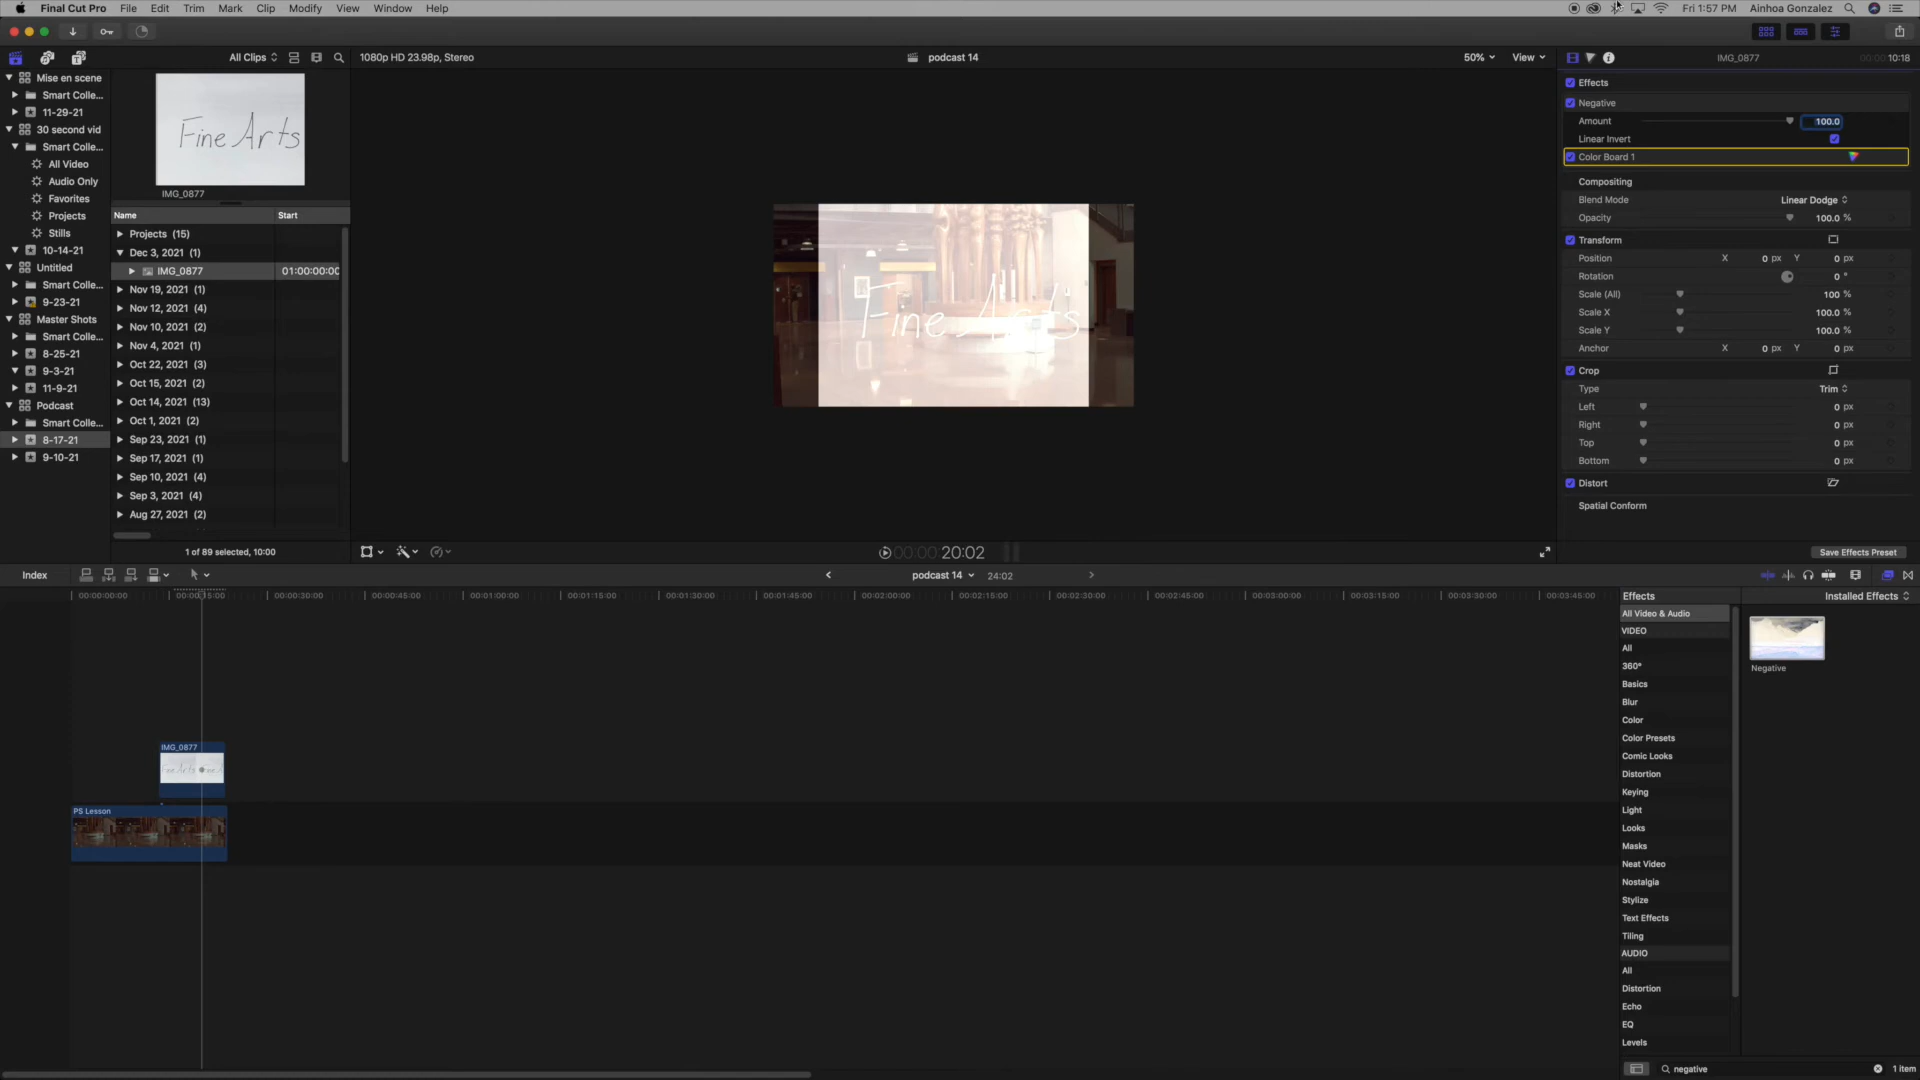 Final Cut Pro File Edit Trim Mark Clip Modify View Window Help Fri 1:57 PM Ainhoa Gonzalez
All Clips 1080p HD 23.98p, Stereo podcast 14 50% View IMG_0877 10:18
Mise en scene
Smart Colle...
11-29-21
30 second vid
Smart Colle...
All Video
Audio Only
Favorites
Projects
Stills
10-14-21
Untitled
Smart Colle...
9-23-21
Master Shots
Smart Colle...
8-25-21
9-3-21
11-9-21
Podcast
Smart Colle...
8-17-21
9-10-21
Fine Arts
IMG_0877
Name Start
Projects (15)
Dec 3, 2021 (1)
IMG_0877 01:00:00:00
Nov 19, 2021 (1)
Nov 12, 2021 (4)
Nov 10, 2021 (2)
Nov 4, 2021 (1)
Oct 22, 2021 (3)
Oct 15, 2021 (2)
Oct 14, 2021 (13)
Oct 1, 2021 (2)
Sep 23, 2021 (1)
Sep 17, 2021 (1)
Sep 10, 2021 (4)
Sep 3, 2021 (4)
Aug 27, 2021 (2)
1 of 89 selected, 10:00
Fine Arts
00:00:00:20:02
Effects
Negative
Amount 100.0
Linear Invert
Color Board 1
Compositing
Blend Mode Linear Dodge
Opacity 100.0 %
Transform
Position X 0 px Y 0 px
Rotation 0 °
Scale (All) 100 %
Scale X 100.0 %
Scale Y 100.0 %
Anchor X 0 px Y 0 px
Crop
Type Trim
Left 0 px
Right 0 px
Top 0 px
Bottom 0 px
Distort
Spatial Conform
Save Effects Preset
Index podcast 14 24:02
00:00:00:00 00:00:15:00 00:00:30:00 00:00:45:00 00:01:00:00 00:01:15:00 00:01:30:00 00:01:45:00 00:02:00:00 00:02:15:00 00:02:30:00 00:02:45:00 00:03:00:00 00:03:15:00 00:03:30:00 00:03:45:00
IMG_0877
PS Lesson
Effects Installed Effects
All Video & Audio
VIDEO
All
360°
Basics
Blur
Color
Color Presets
Comic Looks
Distortion
Keying
Light
Looks
Masks
Neat Video
Nostalgia
Stylize
Text Effects
Tiling
AUDIO
All
Distortion
Echo
EQ
Levels
Negative
negative 1 item